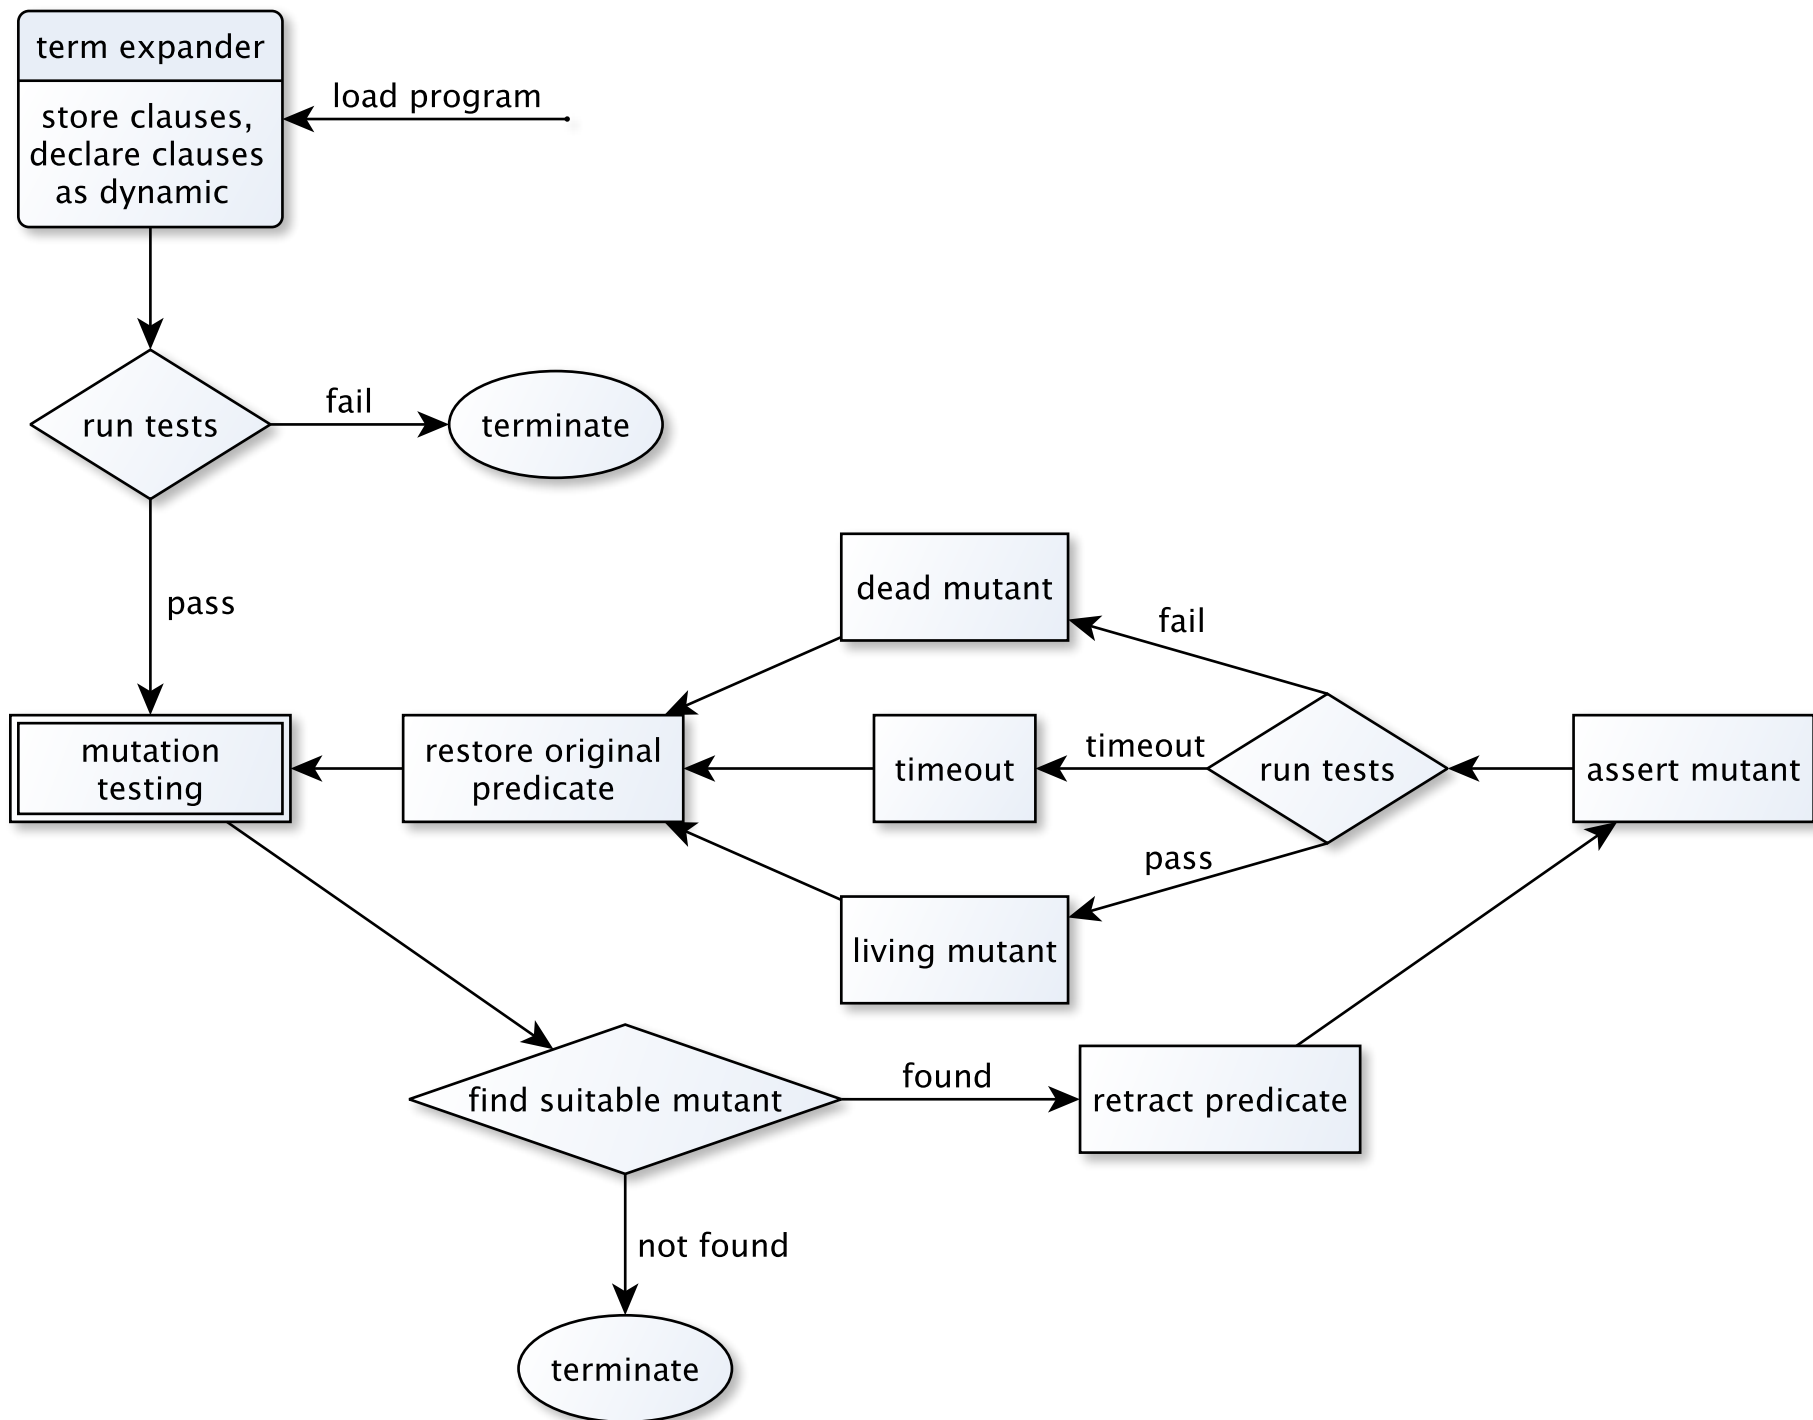 term expander
load program
store clauses,
declare clauses
as dynamic
run tests
fail
terminate
pass
dead mutant
fail
mutation
testing
restore original
predicate
timeout
timeout
run tests
assert mutant
pass
living mutant
find suitable mutant
found
retract predicate
not found
terminate